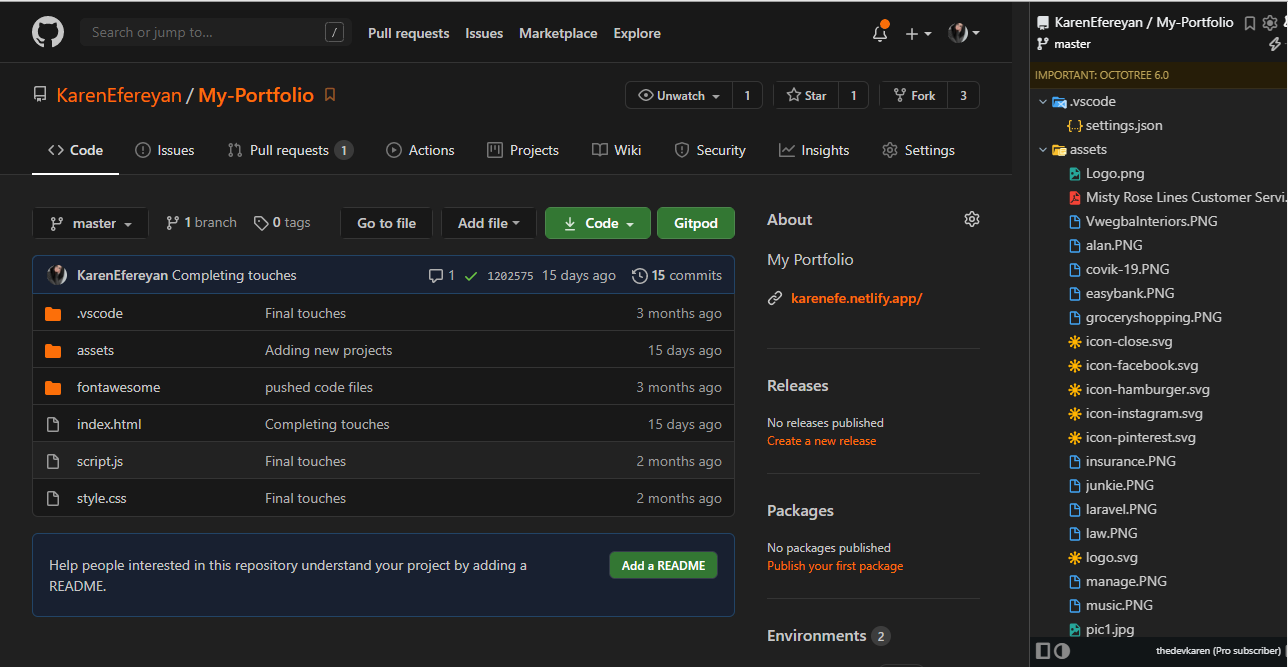 Search or jump to... /
Pull requests Issues Marketplace Explore
KarenEfereyan / My-Portfolio
Unwatch 1 Star 1 Fork 3
Code Issues Pull requests 1 Actions Projects Wiki Security Insights Settings
master 1 branch 0 tags Go to file Add file Code Gitpod
KarenEfereyan Completing touches 1 1202575 15 days ago 15 commits
.vscode Final touches 3 months ago
assets Adding new projects 15 days ago
fontawesome pushed code files 3 months ago
index.html Completing touches 15 days ago
script.js Final touches 2 months ago
style.css Final touches 2 months ago
Help people interested in this repository understand your project by adding a
README.
Add a README
About
My Portfolio
karenefe.netlify.app/
Releases
No releases published
Create a new release
Packages
No packages published
Publish your first package
Environments 2
KarenEfereyan / My-Portfolio
master
IMPORTANT: OCTOTREE 6.0
.vscode
{..} settings.json
assets
Logo.png
Misty Rose Lines Customer Servi.
VwegbaInteriors.PNG
alan.PNG
covik-19.PNG
easybank.PNG
groceryshopping.PNG
icon-close.svg
icon-facebook.svg
icon-hamburger.svg
icon-instagram.svg
icon-pinterest.svg
insurance.PNG
junkie.PNG
laravel.PNG
law.PNG
logo.svg
manage.PNG
music.PNG
pic1.jpg
thedevkaren (Pro subscriber)